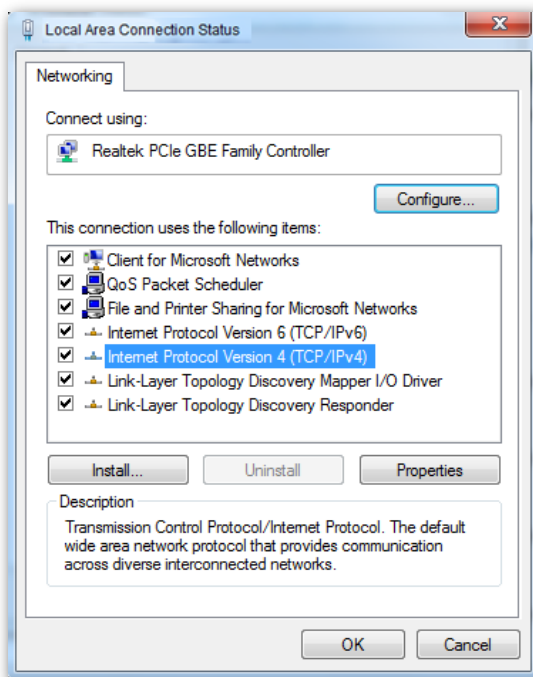 Local Area Connection Status
Networking
Connect using:
Realtek PCIe GBE Family Controller
Configure...
This connection uses the following items:
Client for Microsoft Networks
QoS Packet Scheduler
File and Printer Sharing for Microsoft Networks
Internet Protocol Version 6 (TCP/IPv6)
Internet Protocol Version 4 (TCP/IPv4)
Link-Layer Topology Discovery Mapper I/O Driver
Link-Layer Topology Discovery Responder
Install... Uninstall Properties
Description
Transmission Control Protocol/Internet Protocol. The default
wide area network protocol that provides communication
across diverse interconnected networks.
OK Cancel